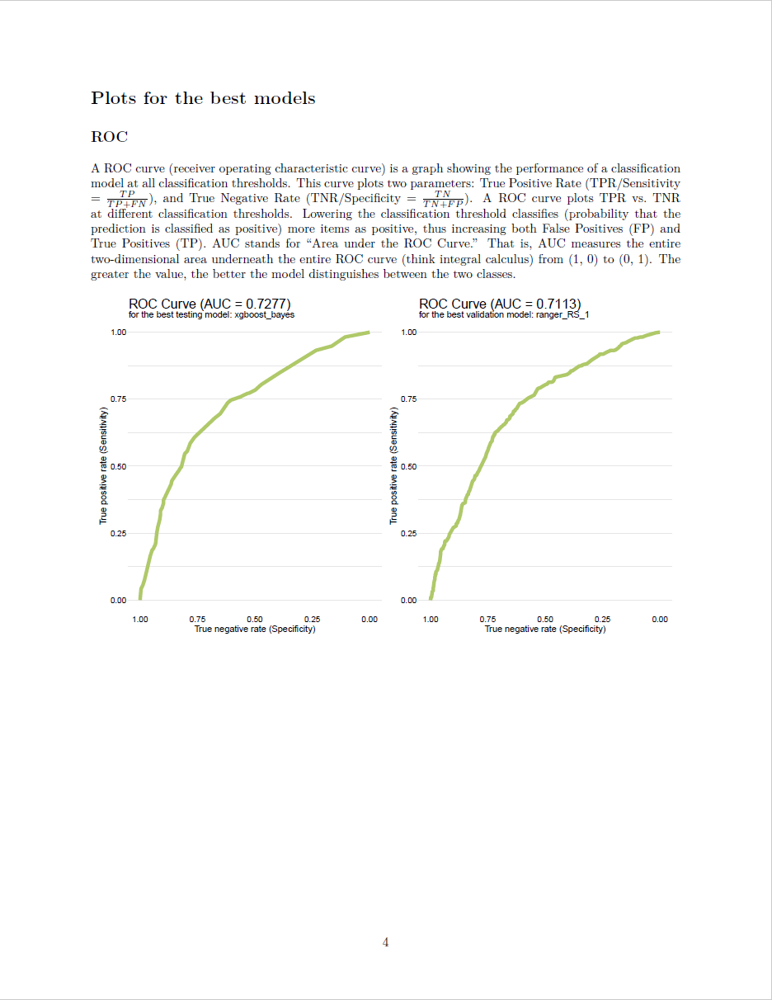 Plots for the best models
ROC
A ROC curve (receiver operating characteristic curve) is a graph showing the performance of a classification
model at all classification thresholds. This curve plots two parameters: True Positive Rate (TPR/Sensitivity
= TP/TP+FN), and True Negative Rate (TNR/Specificity = TN/TN+FP). A ROC curve plots TPR vs. TNR
at different classification thresholds. Lowering the classification threshold classifies (probability that the
prediction is classified as positive) more items as positive, thus increasing both False Positives (FP) and
True Positives (TP). AUC stands for “Area under the ROC Curve.” That is, AUC measures the entire
two-dimensional area underneath the entire ROC curve (think integral calculus) from (1, 0) to (0, 1). The
greater the value, the better the model distinguishes between the two classes.
ROC Curve (AUC = 0.7277)
for the best testing model: xgboost_bayes
1.00
0.75
0.50
0.25
0.00
True positive rate (Sensitivity)
1.00 0.75 0.50 0.25 0.00
True negative rate (Specificity)
ROC Curve (AUC = 0.7113)
for the best validation model: ranger_RS_1
1.00
0.75
0.50
0.25
0.00
True positive rate (Sensitivity)
1.00 0.75 0.50 0.25 0.00
True negative rate (Specificity)
4